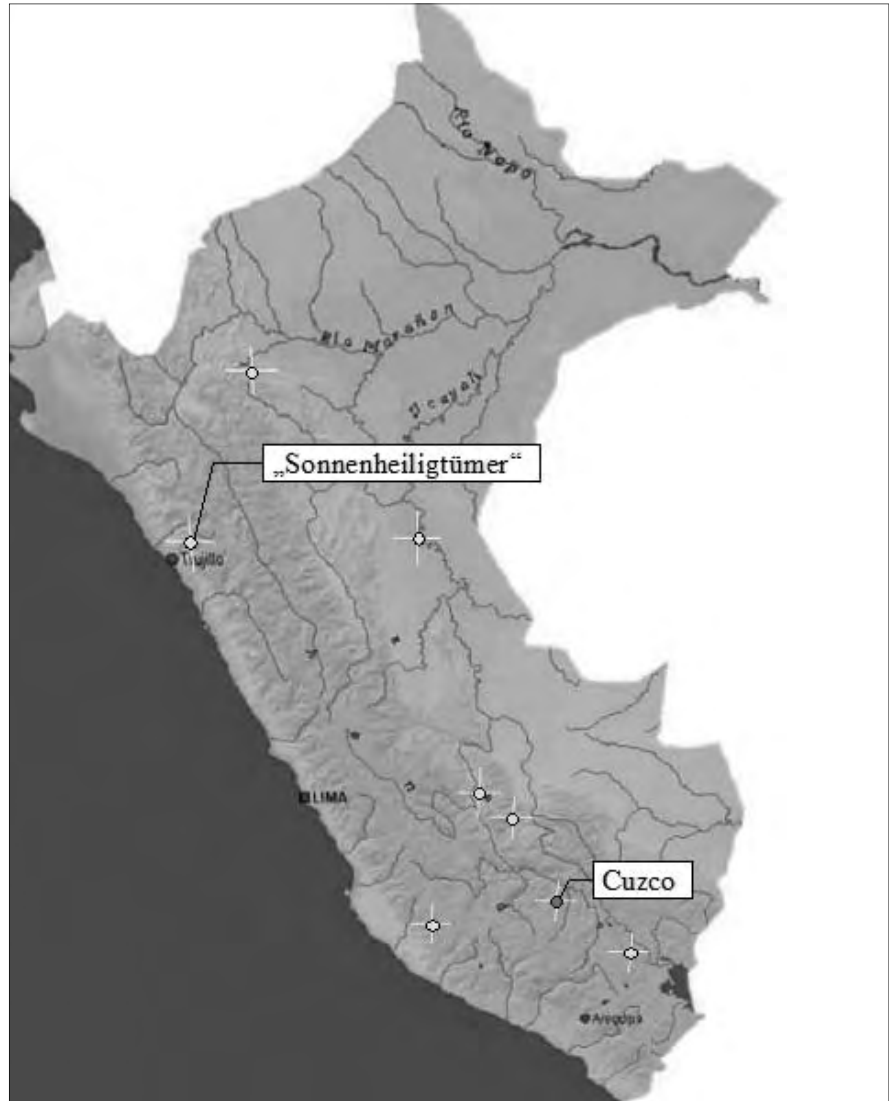 Río Napo
Río Marañon
Ucayali
„Sonnenheiligtümer“
Trujillo
LIMA
Cuzco
Arequipa